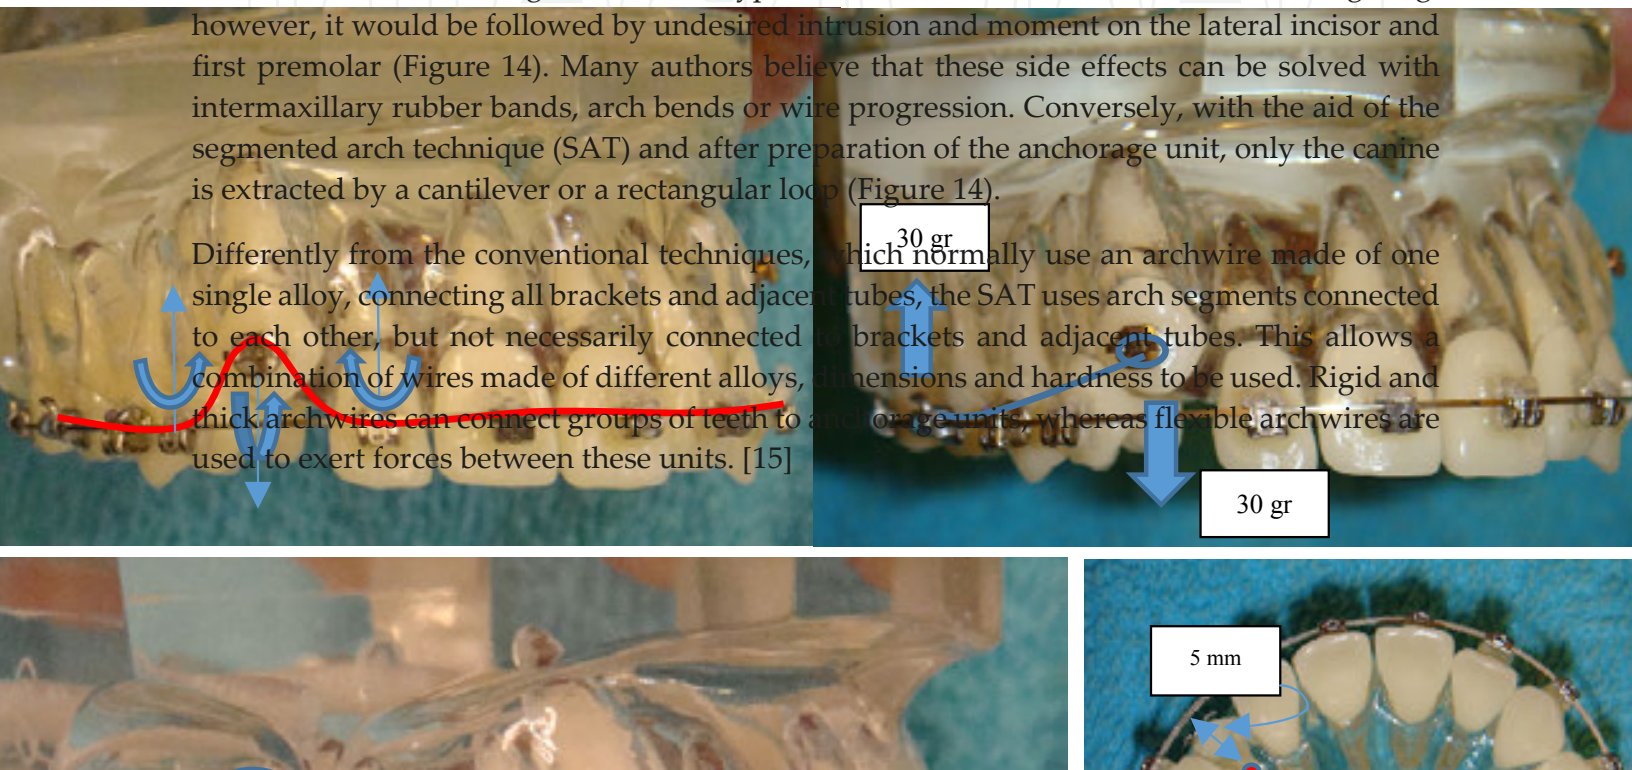 however, it would be followed by undesired intrusion and moment on the lateral incisor and
first premolar (Figure 14). Many authors believe that these side effects can be solved with
intermaxillary rubber bands, arch bends or wire progression. Conversely, with the aid of the
segmented arch technique (SAT) and after preparation of the anchorage unit, only the canine
is extracted by a cantilever or a rectangular loop (Figure 14).
30 gr
Differently from the conventional techniques, which normally use an archwire made of one
single alloy, connecting all brackets and adjacent tubes, the SAT uses arch segments connected
to each other, but not necessarily connected to brackets and adjacent tubes. This allows a
combination of wires made of different alloys, dimensions and hardness to be used. Rigid and
thick archwires can connect groups of teeth to anchorage units, whereas flexible archwires are
used to exert forces between these units. [15]
30 gr
5 mm